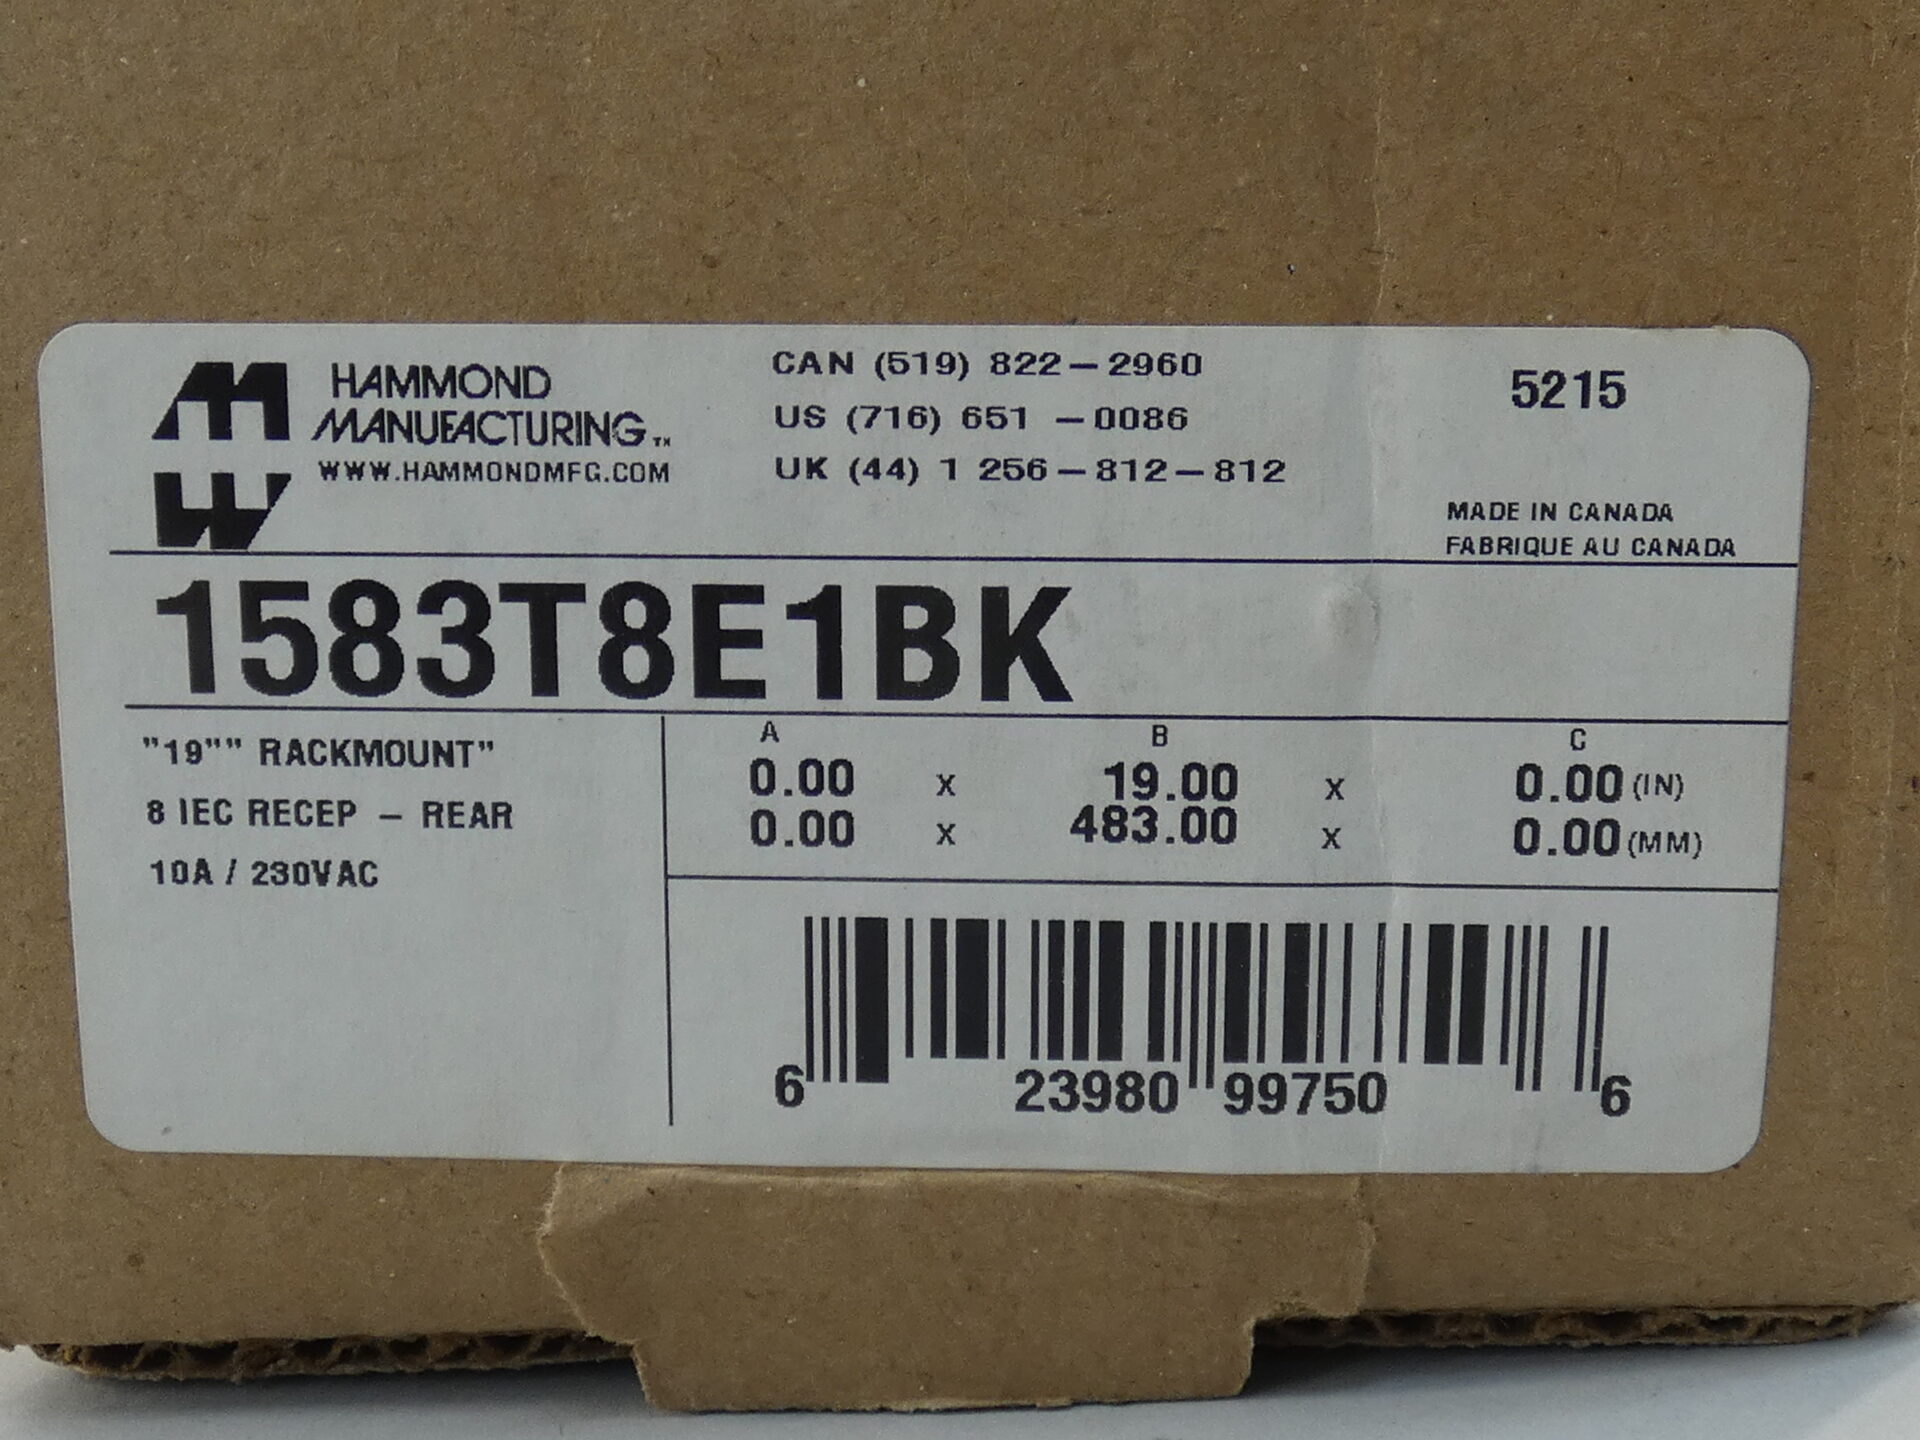 HAMMOND
MANUFACTURING™
WWW.HAMMONDMFG.COM
CAN (519) 822-2960
US (716) 651-0086
UK (44) 1 256-812-812
5215
MADE IN CANADA
FABRIQUE AU CANADA
1583T8E1BK
"19"" RACKMOUNT"
8 IEC RECEP - REAR
10A / 230VAC
A B C
0.00 x 19.00 x 0.00 (IN)
0.00 x 483.00 x 0.00 (MM)
6 23980 99750 6